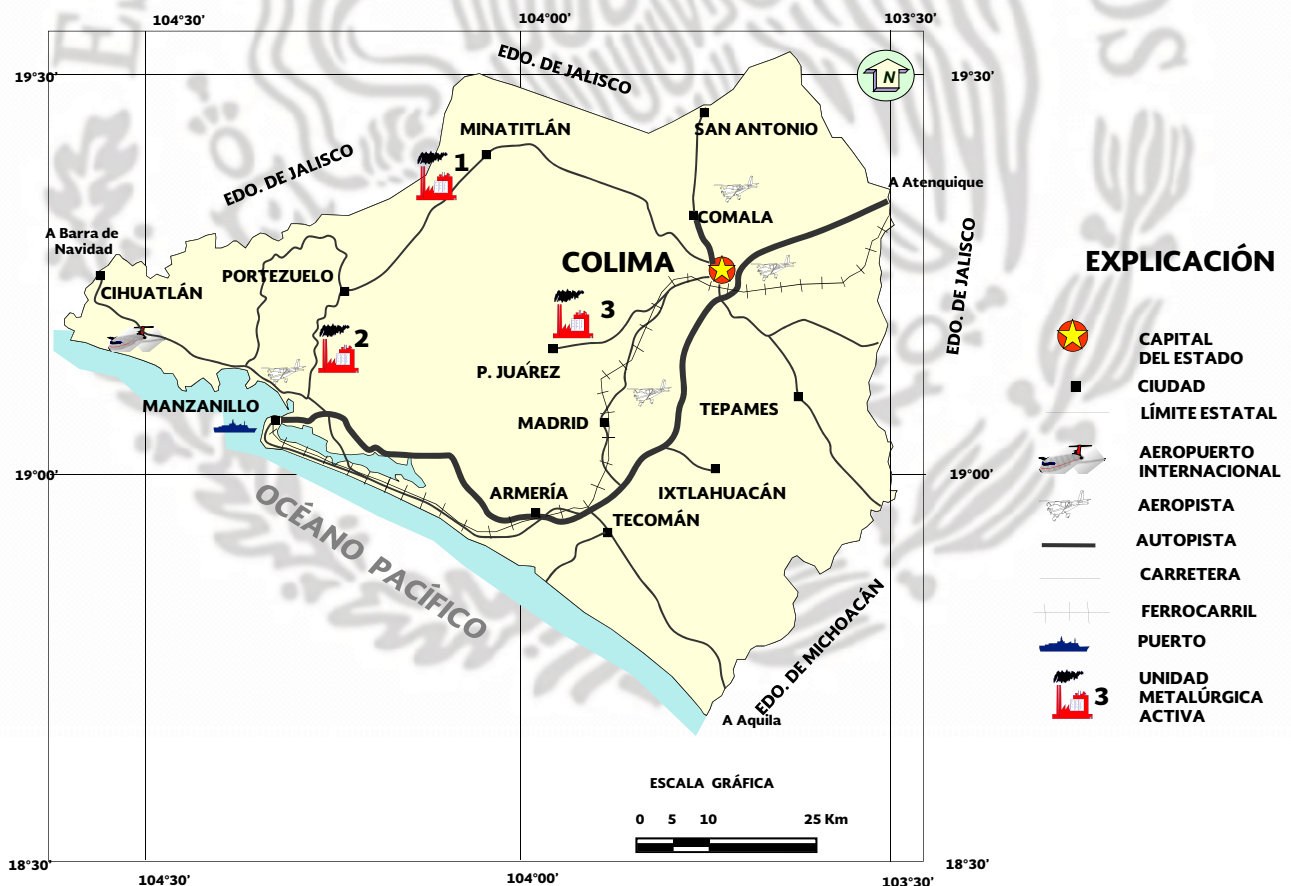 104°30’
104°00’
103°30’
19°30’
19°30’
EDO. DE JALISCO
N
MINATITLÁN
SAN ANTONIO
1
EDO. DE JALISCO
A Atenquique
COMALA
A Barra de
Navidad
COLIMA
EDO. DE JALISCO
EXPLICACIÓN
PORTEZUELO
CIHUATLÁN
3
2
CAPITAL
DEL ESTADO
P. JUÁREZ
CIUDAD
MANZANILLO
TEPAMES
LÍMITE ESTATAL
MADRID
AEROPUERTO
INTERNACIONAL
19°00’
19°00’
ARMERÍA
IXTLAHUACÁN
AEROPISTA
TECOMÁN
OCÉANO PACÍFICO
AUTOPISTA
CARRETERA
FERROCARRIL
PUERTO
EDO. DE MICHOACÁN
UNIDAD
METALÚRGICA
ACTIVA
3
A Aquila
ESCALA GRÁFICA
0 5 10 25 Km
18°30’
18°30’
104°30’
104°00’
103°30’